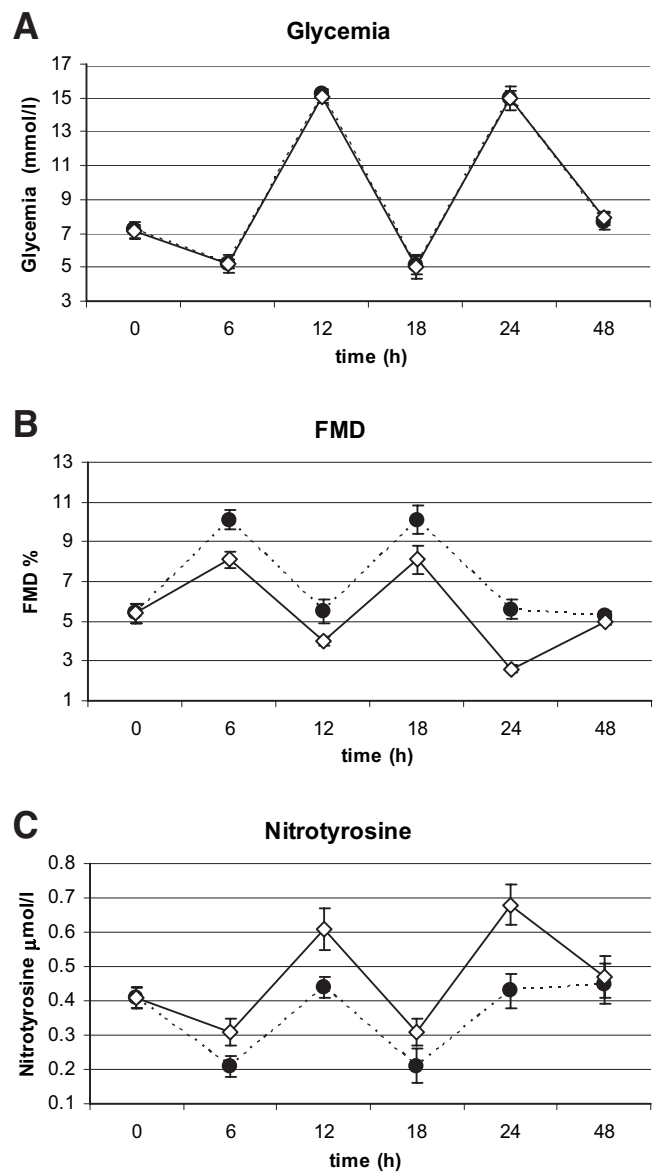 A
Glycemia
Glycemia (mmol/l)
17
15
13
11
9
7
5
3
0 6 12 18 24 48
time (h)
B
FMD
FMD %
13
11
9
7
5
3
1
0 6 12 18 24 48
time (h)
C
Nitrotyrosine
Nitrotyrosine μmol/l
0.8
0.7
0.6
0.5
0.4
0.3
0.2
0.1
0 6 12 18 24 48
time (h)